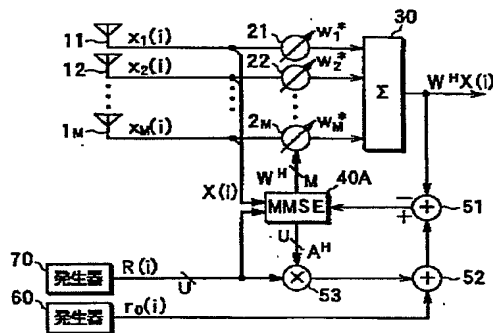 11 x₁(i) 21 w₁* 30
12 x₂(i) 22 w₂*
Σ WᴴX(i)
1M xM(i) 2M wM*
Wᴴ M 40A
X(i) MMSE − + + 51
U Aᴴ
70 発生器 R(i) U × 53 + 52
60 発生器 r₀(i)